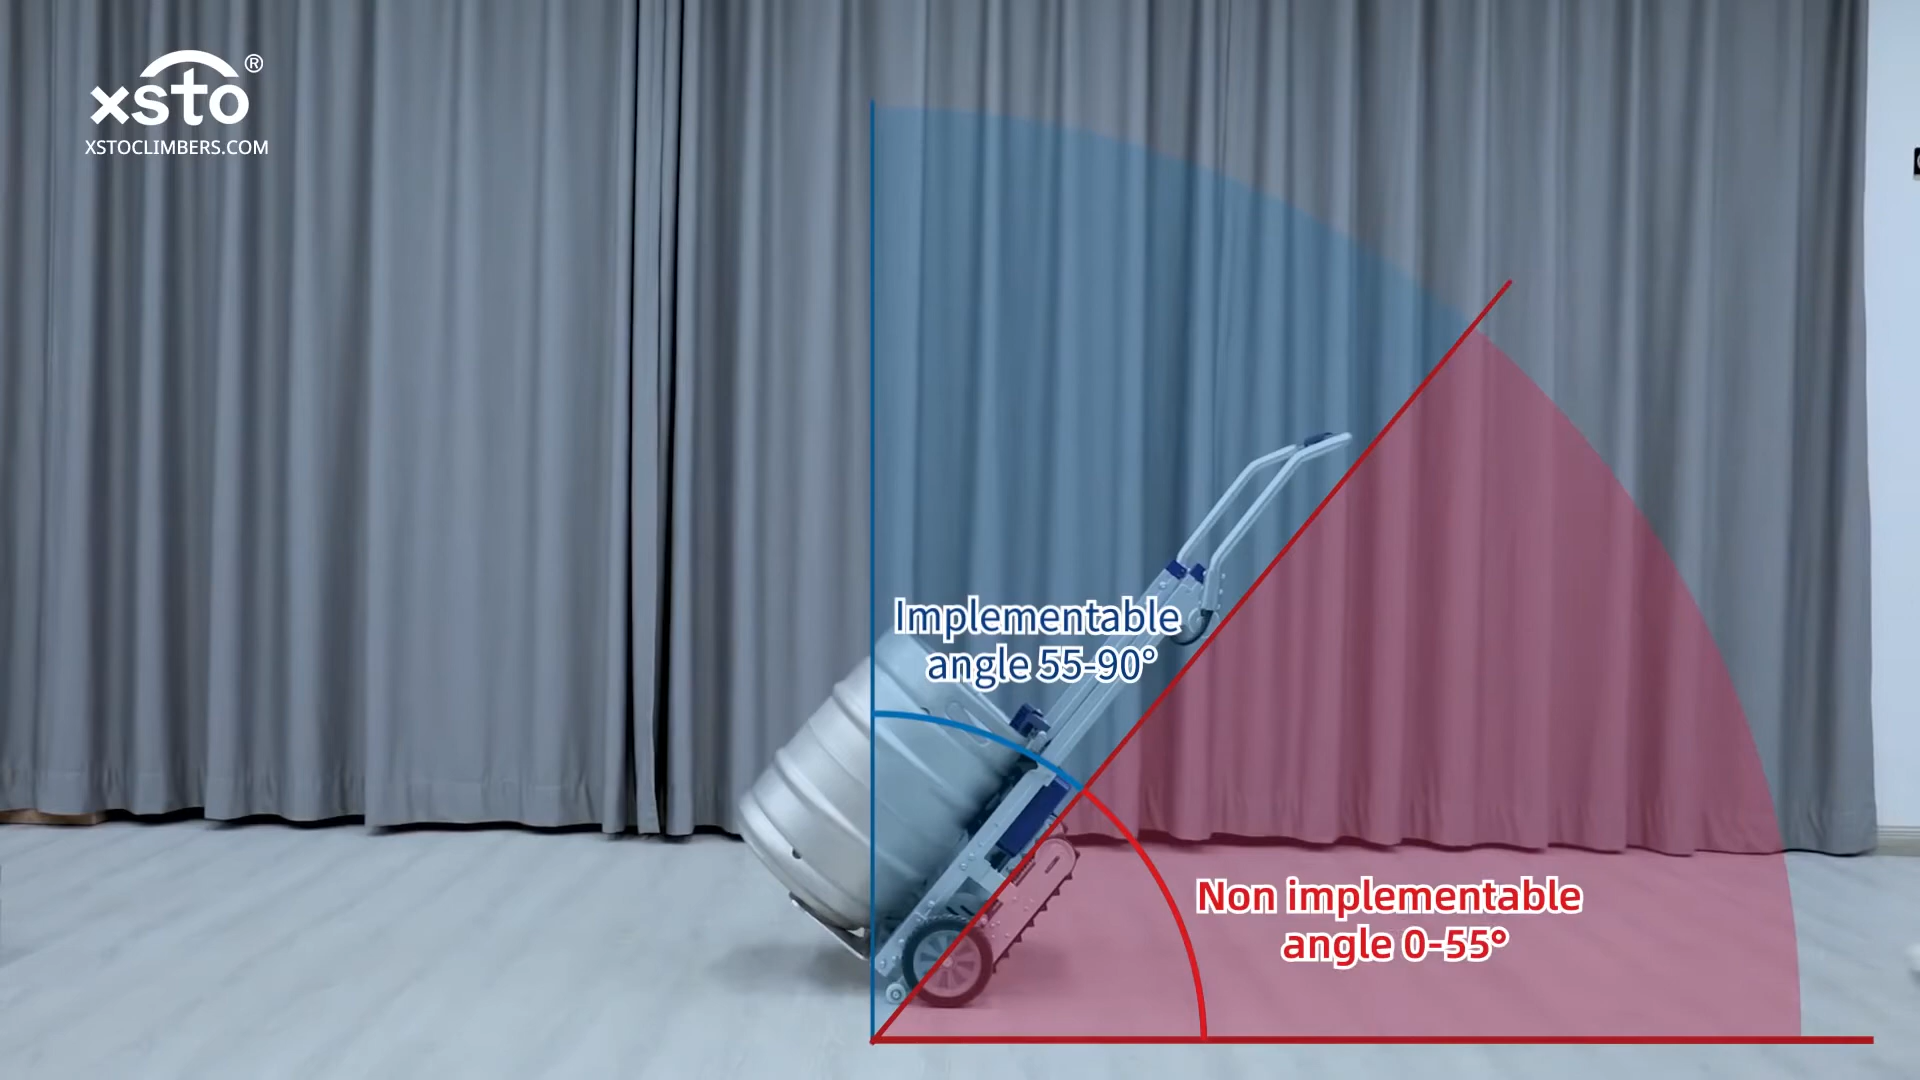 xsto®
XSTOCLIMBERS.COM
Implementable
angle 55-90°
Non implementable
angle 0-55°